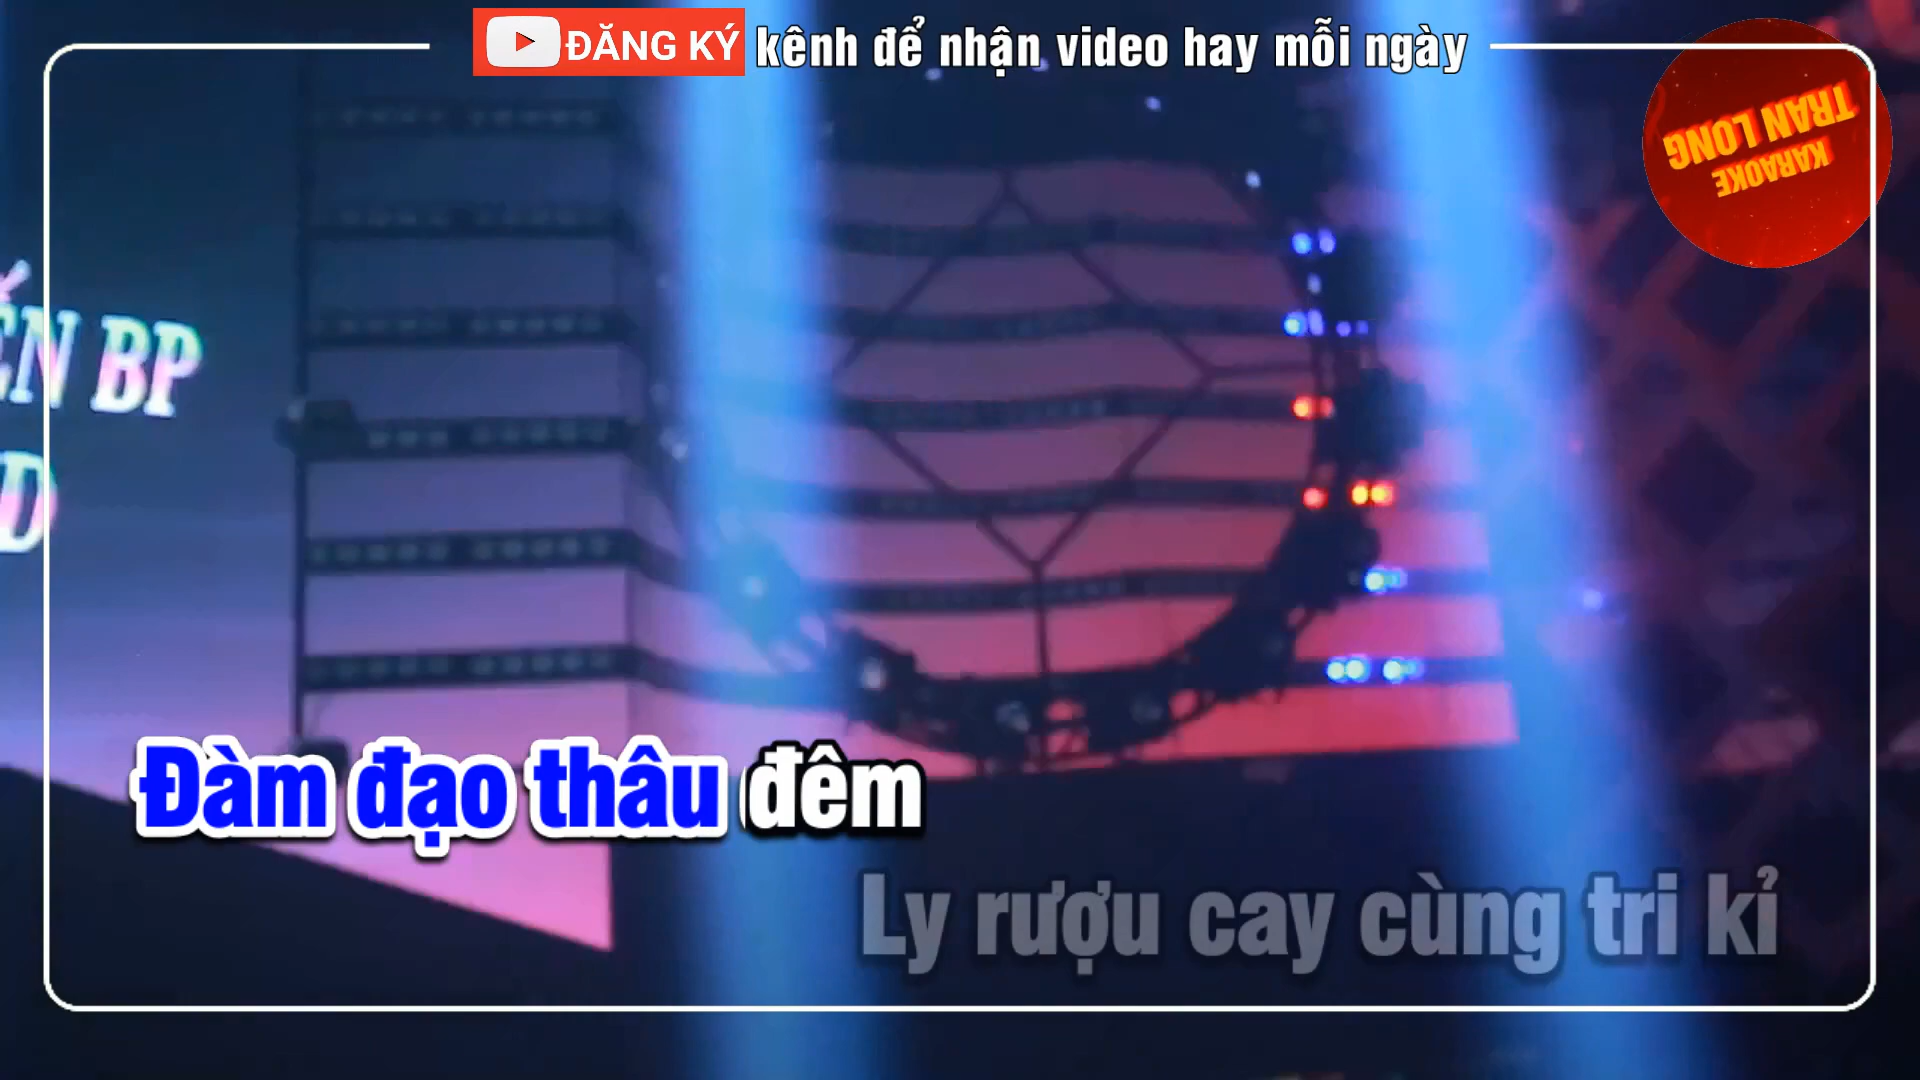 ĐĂNG KÝ kênh để nhận video hay mỗi ngày
TRAN LONG
KARAOKE
ẾN BP
D
Đàm đạo thâu đêm
Ly rượu cay cùng tri kỉ